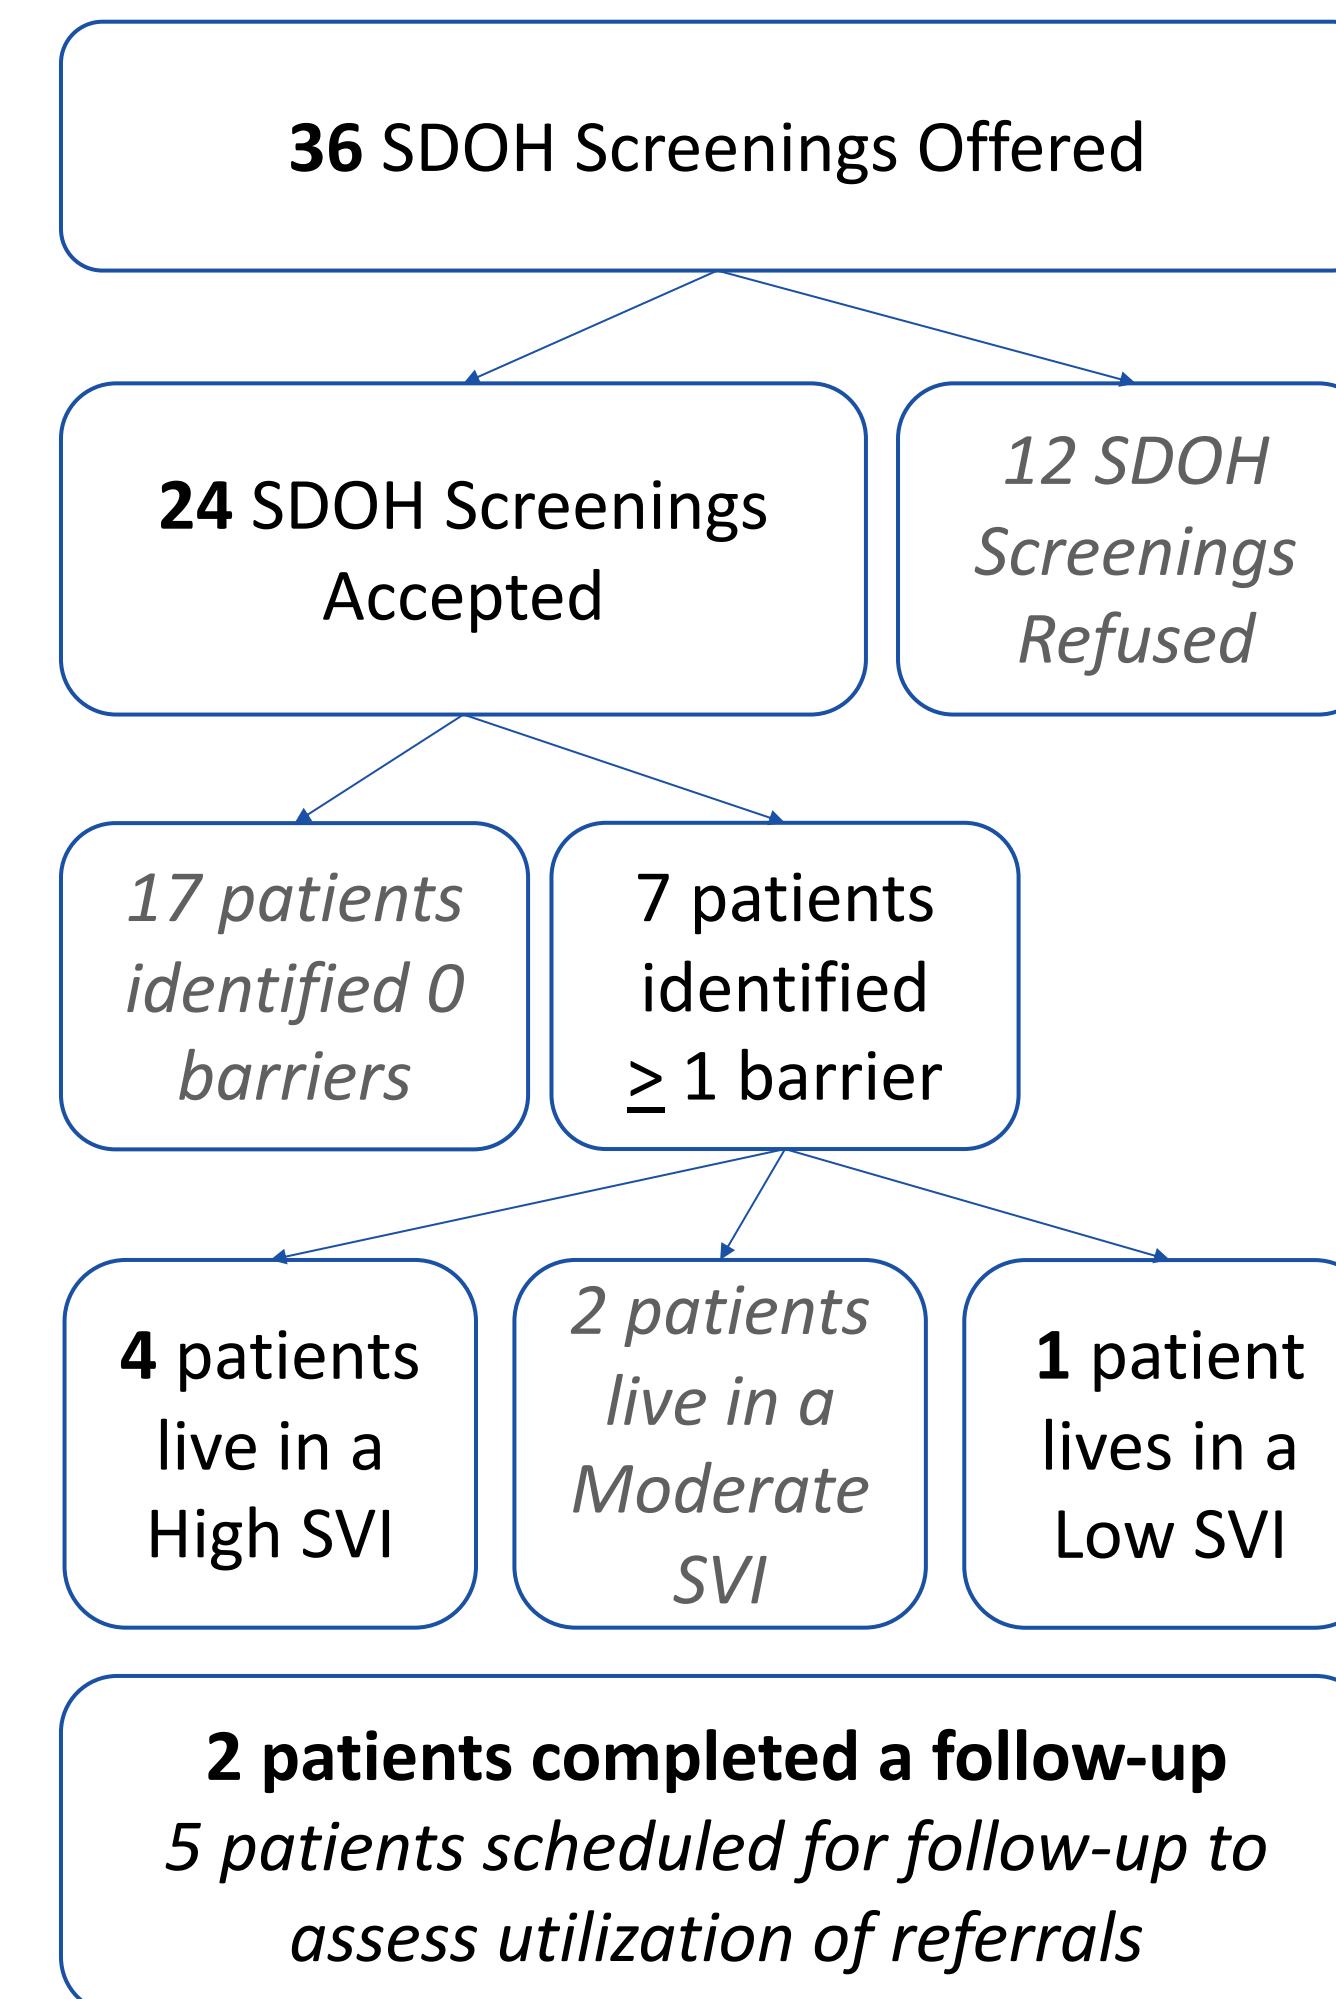 36 SDOH Screenings Offered
24 SDOH Screenings
Accepted
12 SDOH
Screenings
Refused
17 patients
identified 0
barriers
7 patients
identified
≥ 1 barrier
4 patients
live in a
High SVI
2 patients
live in a
Moderate
SVI
1 patient
lives in a
Low SVI
2 patients completed a follow-up
5 patients scheduled for follow-up to
assess utilization of referrals